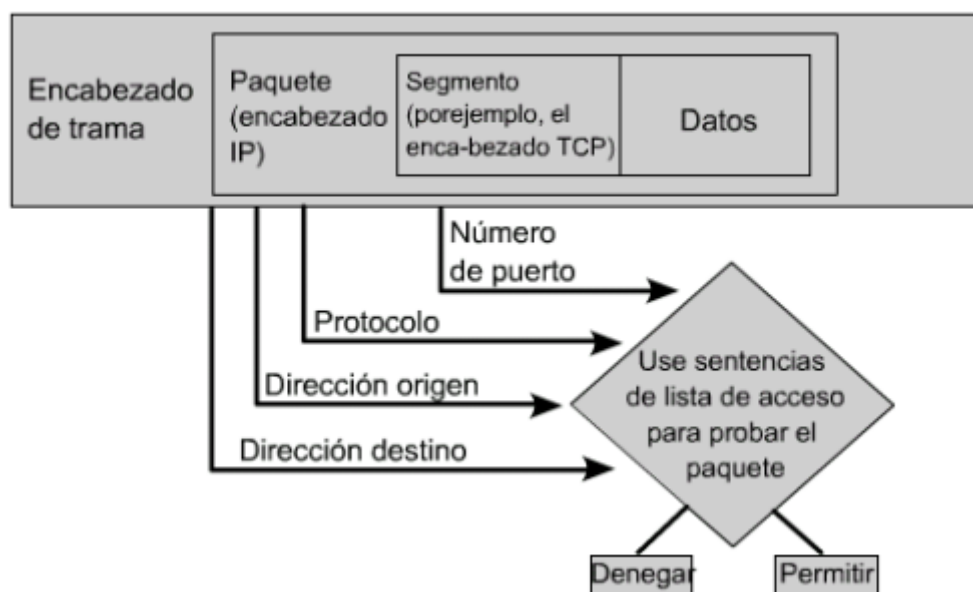 Encabezado
de trama
Paquete
(encabezado
IP)
Segmento
(porejemplo, el
enca-bezado TCP)
Datos
Número
de puerto
Protocolo
Dirección origen
Dirección destino
Use sentencias
de lista de acceso
para probar el
paquete
Denegar
Permitir